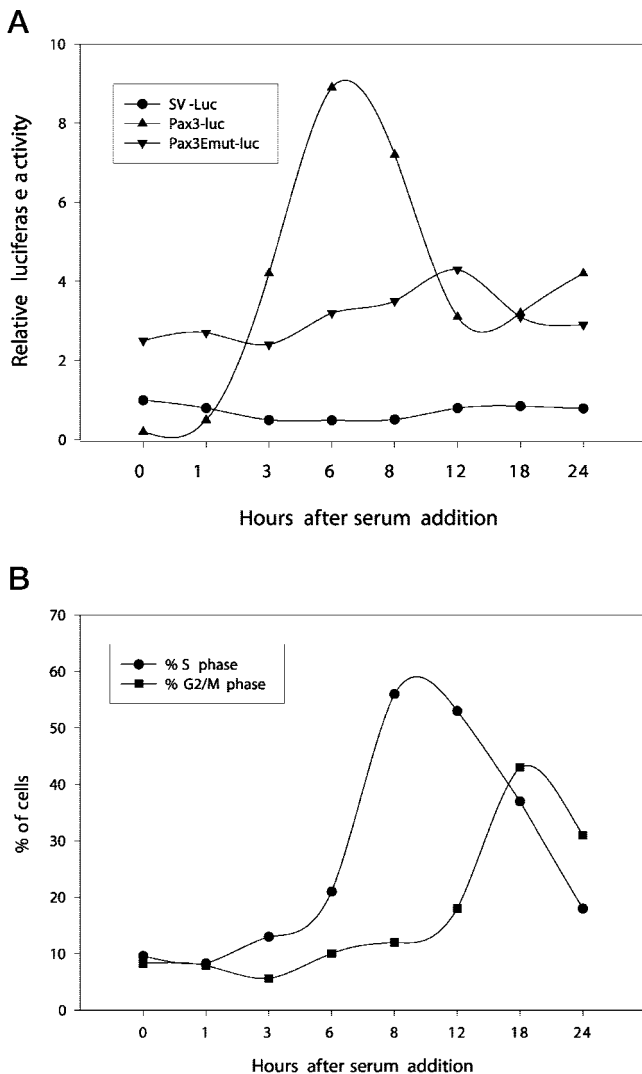 A
10
8
6
4
2
0
Relative luciferas e a ctivity
SV -Luc
Pax3-luc
Pax3Emut-luc
0 1 3 6 8 12 18 24
Hours after serum addition
B
70
60
50
40
30
20
10
0
% of cells
% S phase
% G2/M phase
0 1 3 6 8 12 18 24
Hours after serum addition